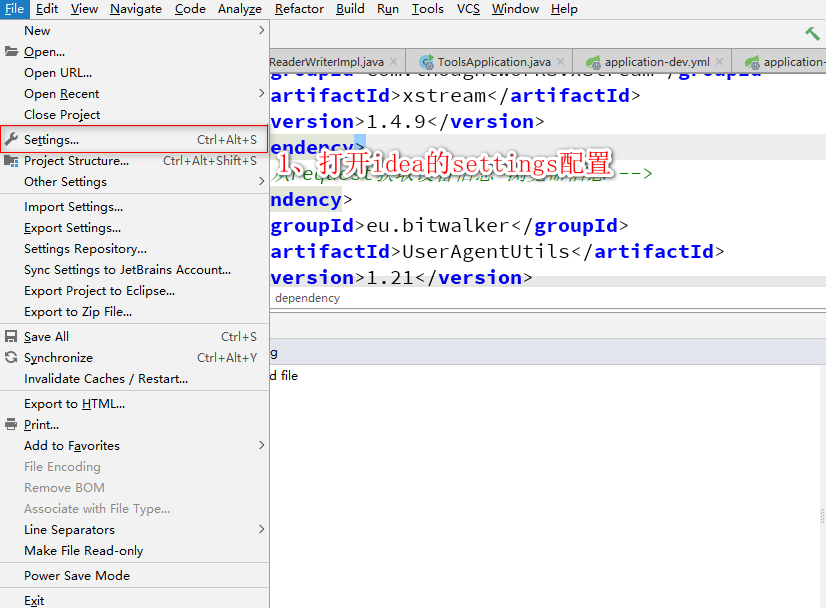 File Edit View Navigate Code Analyze Refactor Build Run Tools VCS Window Help
New
Open...
Open URL...
Open Recent
Close Project
Settings... Ctrl+Alt+S
Project Structure... Ctrl+Alt+Shift+S
Other Settings
Import Settings...
Export Settings...
Settings Repository...
Sync Settings to JetBrains Account...
Export Project to Eclipse...
Export to Zip File...
Save All Ctrl+S
Synchronize Ctrl+Alt+Y
Invalidate Caches / Restart...
Export to HTML...
Print...
Add to Favorites
File Encoding
Remove BOM
Associate with File Type...
Line Separators
Make File Read-only
Power Save Mode
Exit
ReaderWriterImpl.java ToolsApplication.java application-dev.yml application-
artifactId>xstream</artifactId>
version>1.4.9</version>
endency>
1、打开idea的settings配置
-->
ndency>
groupId>eu.bitwalker</groupId>
artifactId>UserAgentUtils</artifactId>
version>1.21</version>
dependency
g
d file